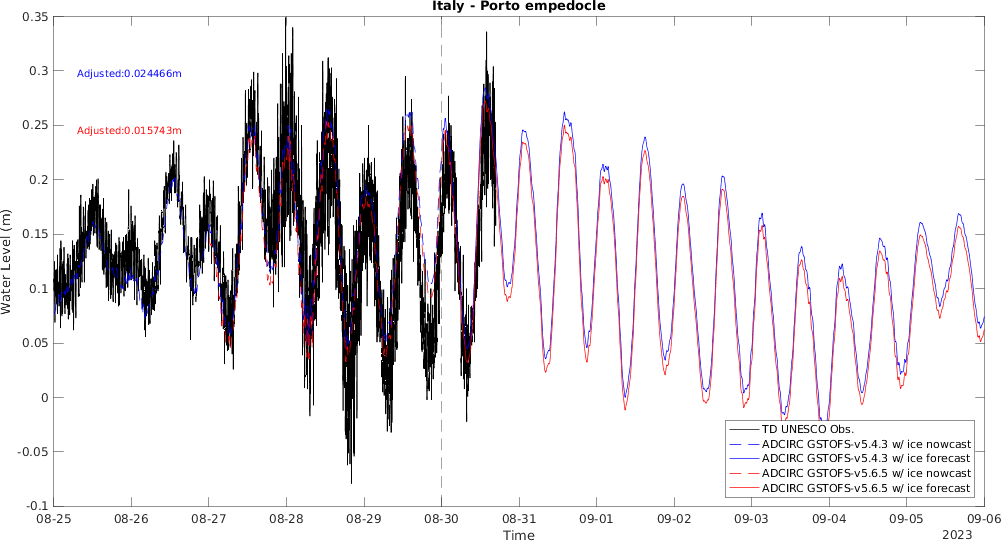 Italy - Porto empedocle
Water Level (m)
0.35
0.3
0.25
0.2
0.15
0.1
0.05
0
-0.05
-0.1
Adjusted:0.024466m
Adjusted:0.015743m
TD UNESCO Obs.
ADCIRC GSTOFS-v5.4.3 w/ ice nowcast
ADCIRC GSTOFS-v5.4.3 w/ ice forecast
ADCIRC GSTOFS-v5.6.5 w/ ice nowcast
ADCIRC GSTOFS-v5.6.5 w/ ice forecast
08-25 08-26 08-27 08-28 08-29 08-30 08-31 09-01 09-02 09-03 09-04 09-05 09-06
Time
2023